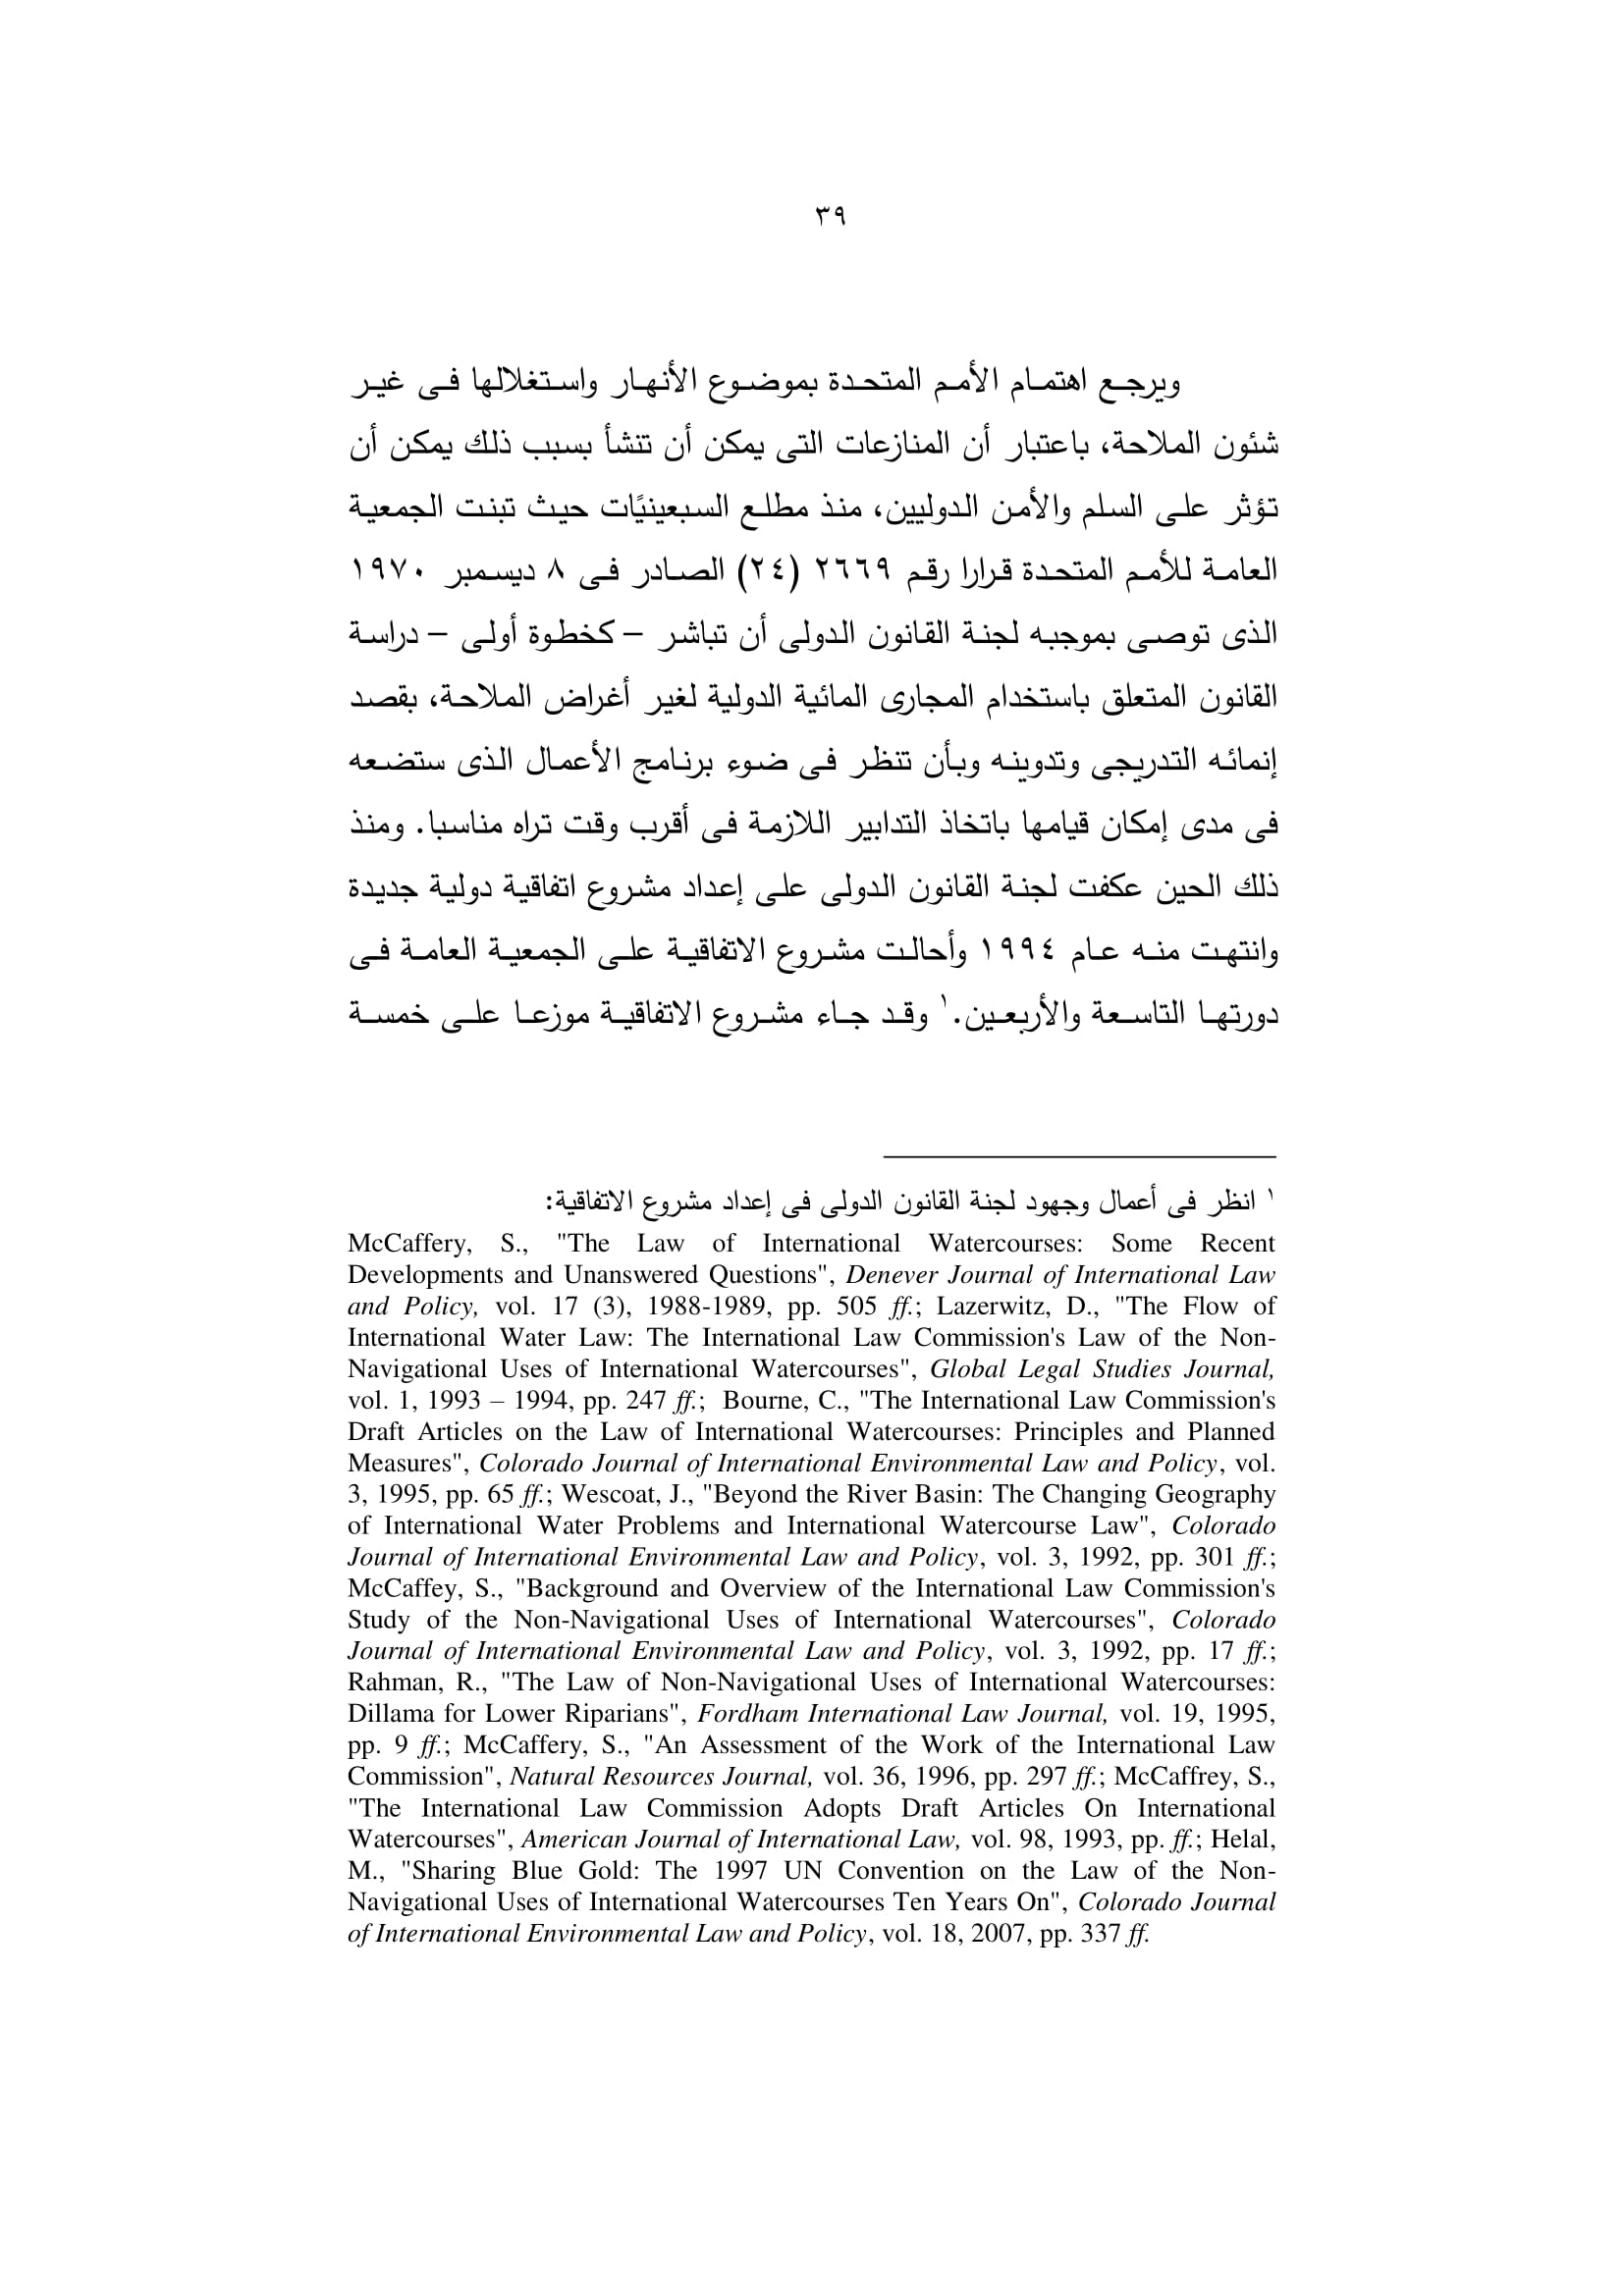 ٣٩
ويرجع اهتمام الأمم المتحدة بموضوع الأنهار واستغلالها فى غير
شئون الملاحة، باعتبار أن المنازعات التى يمكن أن تنشأ بسبب ذلك يمكن أن
تؤثر على السلم والأمن الدوليين، منذ مطلع السبعينيًات حيث تبنت الجمعية
العامة للأمم المتحدة قرارا رقم ٢٦٦٩ (٢٤) الصادر فى ٨ ديسمبر ١٩٧٠
الذى توصى بموجبه لجنة القانون الدولى أن تباشر – كخطوة أولى – دراسة
القانون المتعلق باستخدام المجارى المائية الدولية لغير أغراض الملاحة، بقصد
إنمائه التدريجى وتدوينه وبأن تنظر فى ضوء برنامج الأعمال الذى ستضعه
فى مدى إمكان قيامها باتخاذ التدابير اللازمة فى أقرب وقت تراه مناسبا. ومنذ
ذلك الحين عكفت لجنة القانون الدولى على إعداد مشروع اتفاقية دولية جديدة
وانتهت منه عام ١٩٩٤ وأحالت مشروع الاتفاقية على الجمعية العامة فى
دورتها التاسعة والأربعين.١ وقد جاء مشروع الاتفاقية موزعا على خمسة
١ انظر فى أعمال وجهود لجنة القانون الدولى فى إعداد مشروع الاتفاقية:
McCaffery, S., "The Law of International Watercourses: Some Recent
Developments and Unanswered Questions", Denever Journal of International Law
and Policy, vol. 17 (3), 1988-1989, pp. 505 ff.; Lazerwitz, D., "The Flow of
International Water Law: The International Law Commission's Law of the Non-
Navigational Uses of International Watercourses", Global Legal Studies Journal,
vol. 1, 1993 – 1994, pp. 247 ff.; Bourne, C., "The International Law Commission's
Draft Articles on the Law of International Watercourses: Principles and Planned
Measures", Colorado Journal of International Environmental Law and Policy, vol.
3, 1995, pp. 65 ff.; Wescoat, J., "Beyond the River Basin: The Changing Geography
of International Water Problems and International Watercourse Law", Colorado
Journal of International Environmental Law and Policy, vol. 3, 1992, pp. 301 ff.;
McCaffey, S., "Background and Overview of the International Law Commission's
Study of the Non-Navigational Uses of International Watercourses", Colorado
Journal of International Environmental Law and Policy, vol. 3, 1992, pp. 17 ff.;
Rahman, R., "The Law of Non-Navigational Uses of International Watercourses:
Dillama for Lower Riparians", Fordham International Law Journal, vol. 19, 1995,
pp. 9 ff.; McCaffery, S., "An Assessment of the Work of the International Law
Commission", Natural Resources Journal, vol. 36, 1996, pp. 297 ff.; McCaffrey, S.,
"The International Law Commission Adopts Draft Articles On International
Watercourses", American Journal of International Law, vol. 98, 1993, pp. ff.; Helal,
M., "Sharing Blue Gold: The 1997 UN Convention on the Law of the Non-
Navigational Uses of International Watercourses Ten Years On", Colorado Journal
of International Environmental Law and Policy, vol. 18, 2007, pp. 337 ff.